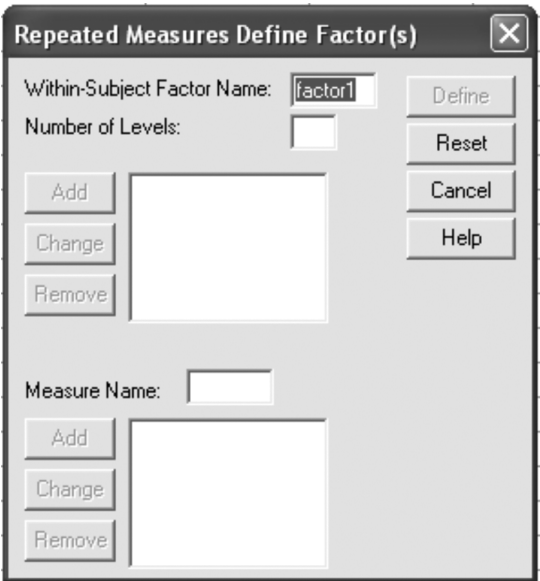 Repeated Measures Define Factor(s)
Within-Subject Factor Name: factor1
Define
Number of Levels:
Reset
Add
Cancel
Change
Help
Remove
Measure Name:
Add
Change
Remove